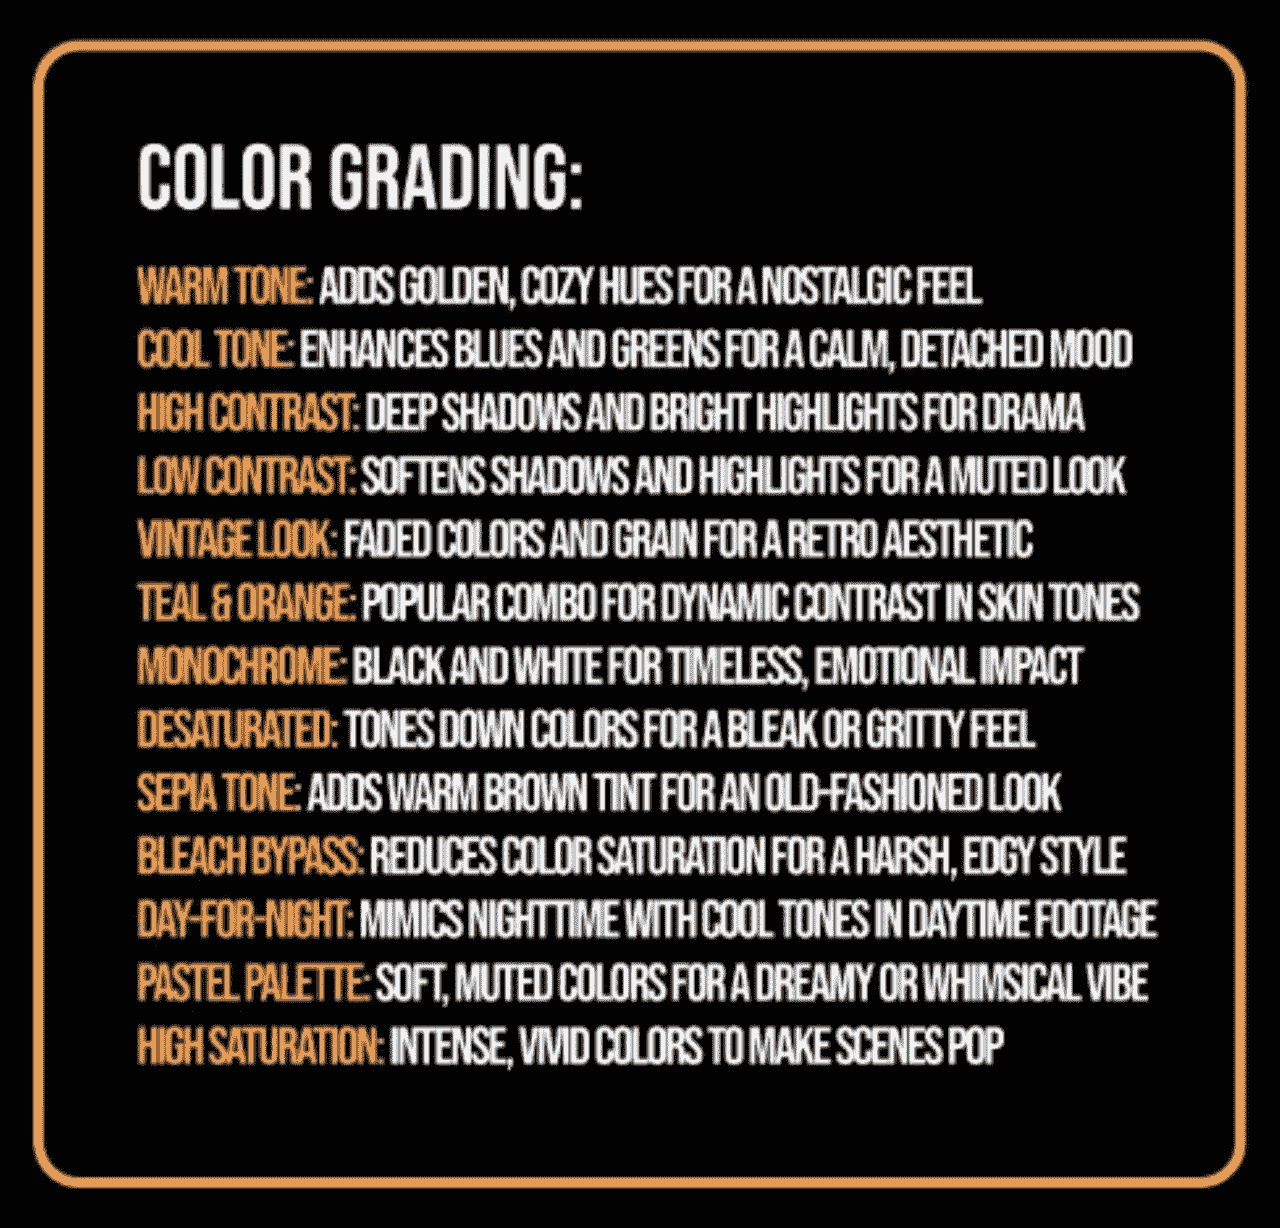 COLOR GRADING:
WARM TONE: ADDS GOLDEN, COZY HUES FOR A NOSTALGIC FEEL
COOL TONE: ENHANCES BLUES AND GREENS FOR A CALM, DETACHED MOOD
HIGH CONTRAST: DEEP SHADOWS AND BRIGHT HIGHLIGHTS FOR DRAMA
LOW CONTRAST: SOFTENS SHADOWS AND HIGHLIGHTS FOR A MUTED LOOK
VINTAGE LOOK: FADED COLORS AND GRAIN FOR A RETRO AESTHETIC
TEAL & ORANGE: POPULAR COMBO FOR DYNAMIC CONTRAST IN SKIN TONES
MONOCHROME: BLACK AND WHITE FOR TIMELESS, EMOTIONAL IMPACT
DESATURATED: TONES DOWN COLORS FOR A BLEAK OR GRITTY FEEL
SEPIA TONE: ADDS WARM BROWN TINT FOR AN OLD-FASHIONED LOOK
BLEACH BYPASS: REDUCES COLOR SATURATION FOR A HARSH, EDGY STYLE
DAY-FOR-NIGHT: MIMICS NIGHTTIME WITH COOL TONES IN DAYTIME FOOTAGE
PASTEL PALETTE: SOFT, MUTED COLORS FOR A DREAMY OR WHIMSICAL VIBE
HIGH SATURATION: INTENSE, VIVID COLORS TO MAKE SCENES POP